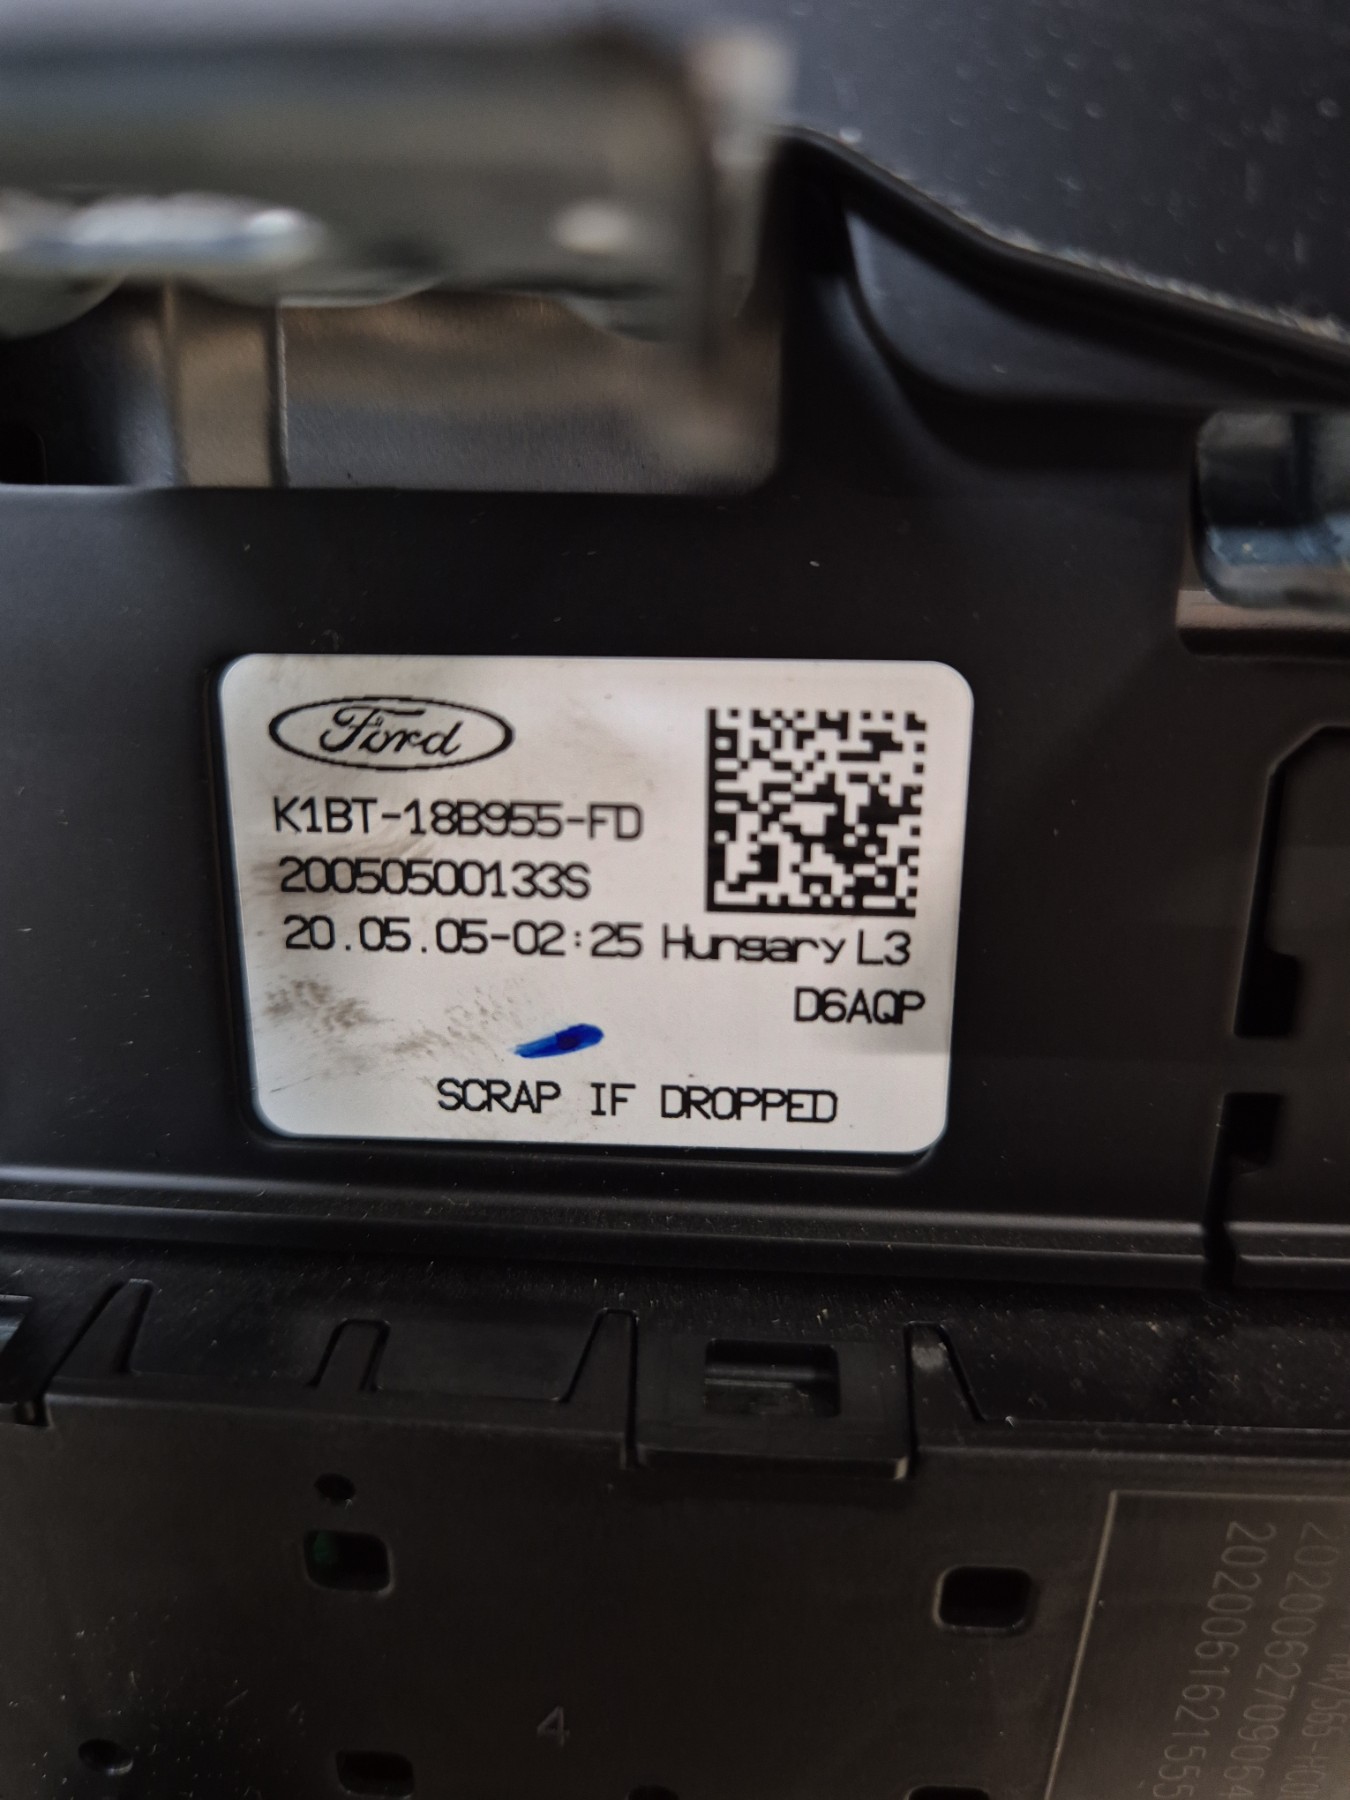 Ford
K1BT-18B955-FD
20050500133S
20.05.05-02:25 Hungary L3
D6AQP
SCRAP IF DROPPED
4